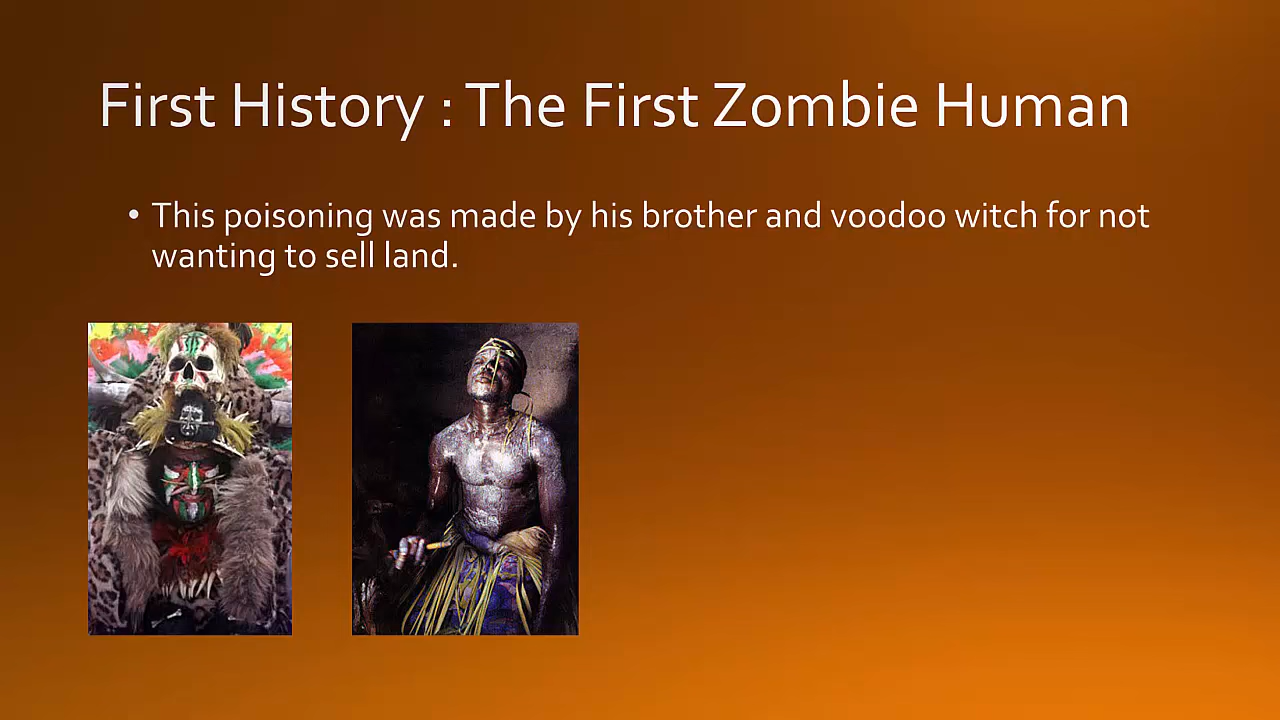 First History : The First Zombie Human
• This poisoning was made by his brother and voodoo witch for not
wanting to sell land.